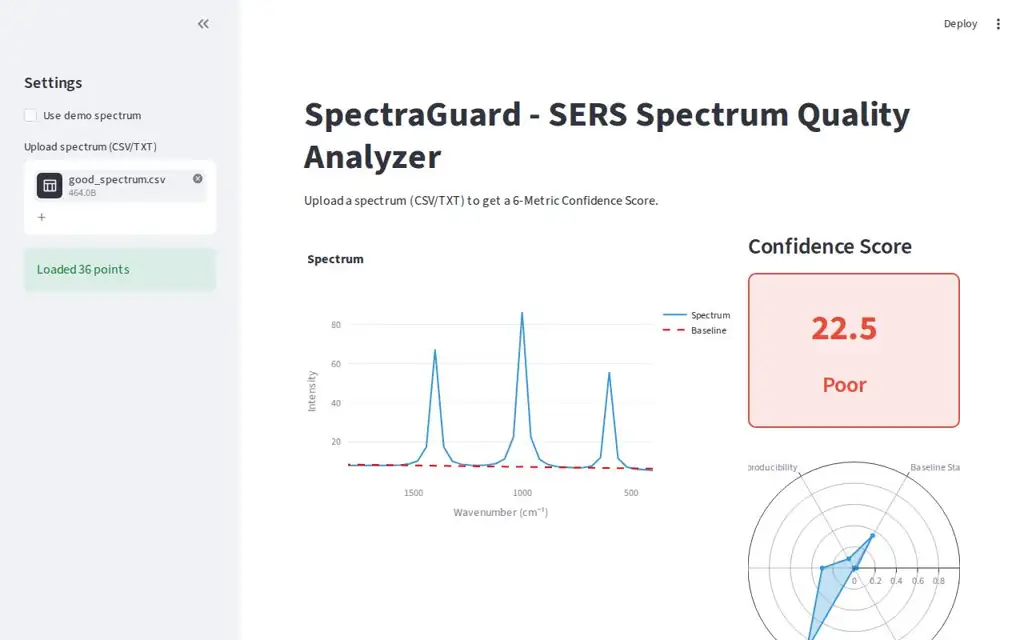 Deploy
Settings
Use demo spectrum
Upload spectrum (CSV/TXT)
good_spectrum.csv
464.0B
+
Loaded 36 points
SpectraGuard - SERS Spectrum Quality
Analyzer
Upload a spectrum (CSV/TXT) to get a 6-Metric Confidence Score.
Spectrum
Spectrum
Baseline
80
60
40
20
Intensity
1500
1000
500
Wavenumber (cm⁻¹)
Confidence Score
22.5
Poor
producibility
Baseline Sta
0
0.2
0.4
0.6
0.8